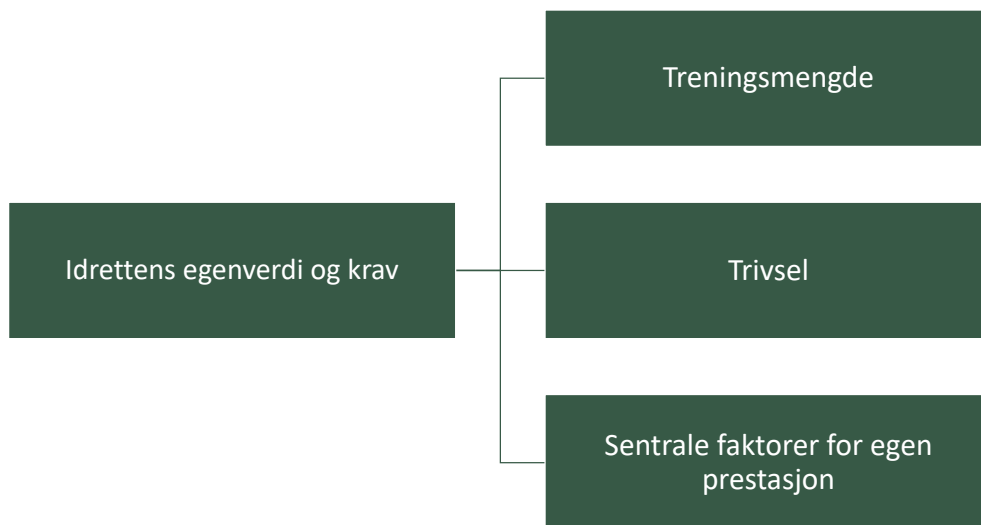 Treningsmengde
Idrettens egenverdi og krav
Trivsel
Sentrale faktorer for egen
prestasjon